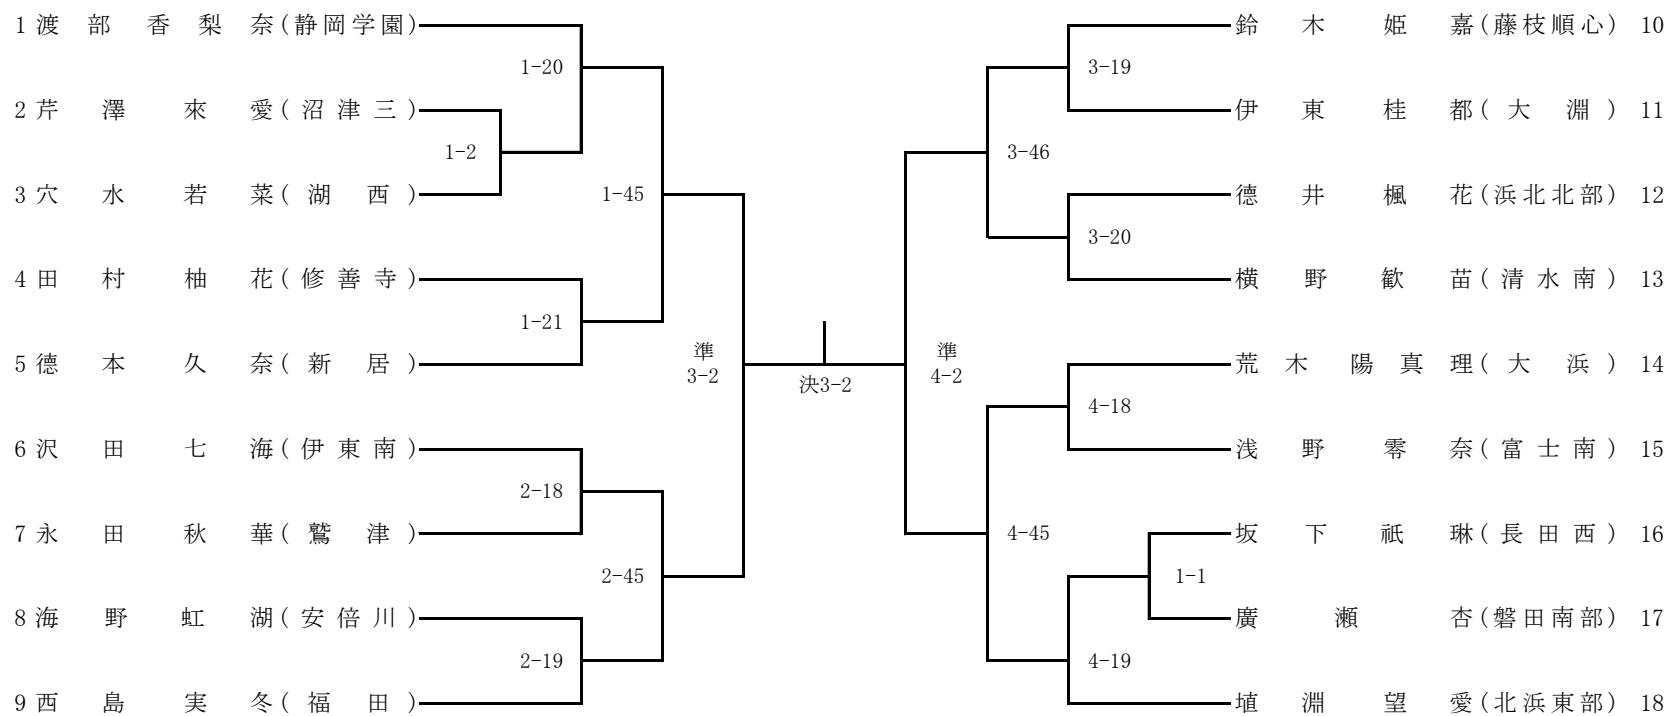 1 渡部香梨奈(静岡学園)
1-20
2 芹澤來愛(沼津三)
1-2
3 穴水若菜(湖西)
1-45
4 田村柚花(修善寺)
1-21
5 德本久奈(新居)
準
3-2
6 沢田七海(伊東南)
2-18
7 永田秋華(鷲津)
2-45
8 海野虹湖(安倍川)
2-19
9 西島実冬(福田)
決3-2
鈴木姫嘉(藤枝順心) 10
3-19
伊東桂都(大淵) 11
3-46
德井楓花(浜北北部) 12
3-20
横野歓苗(清水南) 13
準
4-2
荒木陽真理(大浜) 14
4-18
浅野零奈(富士南) 15
4-45
坂下祇琳(長田西) 16
1-1
廣瀬杏(磐田南部) 17
4-19
埴淵望愛(北浜東部) 18